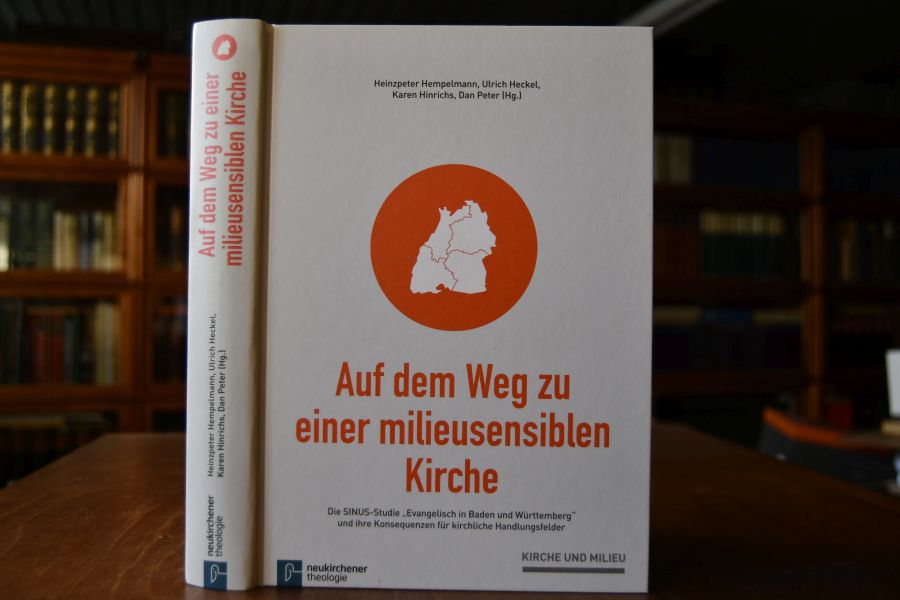 Auf dem Weg zu einer
milieusensiblen Kirche
Heinzpeter Hempelmann, Ulrich Heckel,
Karen Hinrichs, Dan Peter (Hg.)
neukirchener
theologie
Heinzpeter Hempelmann, Ulrich Heckel,
Karen Hinrichs, Dan Peter (Hg.)
Auf dem Weg zu
einer milieusensiblen
Kirche
Die SINUS-Studie „Evangelisch in Baden und Württemberg“
und ihre Konsequenzen für kirchliche Handlungsfelder
KIRCHE UND MILIEU
neukirchener
theologie